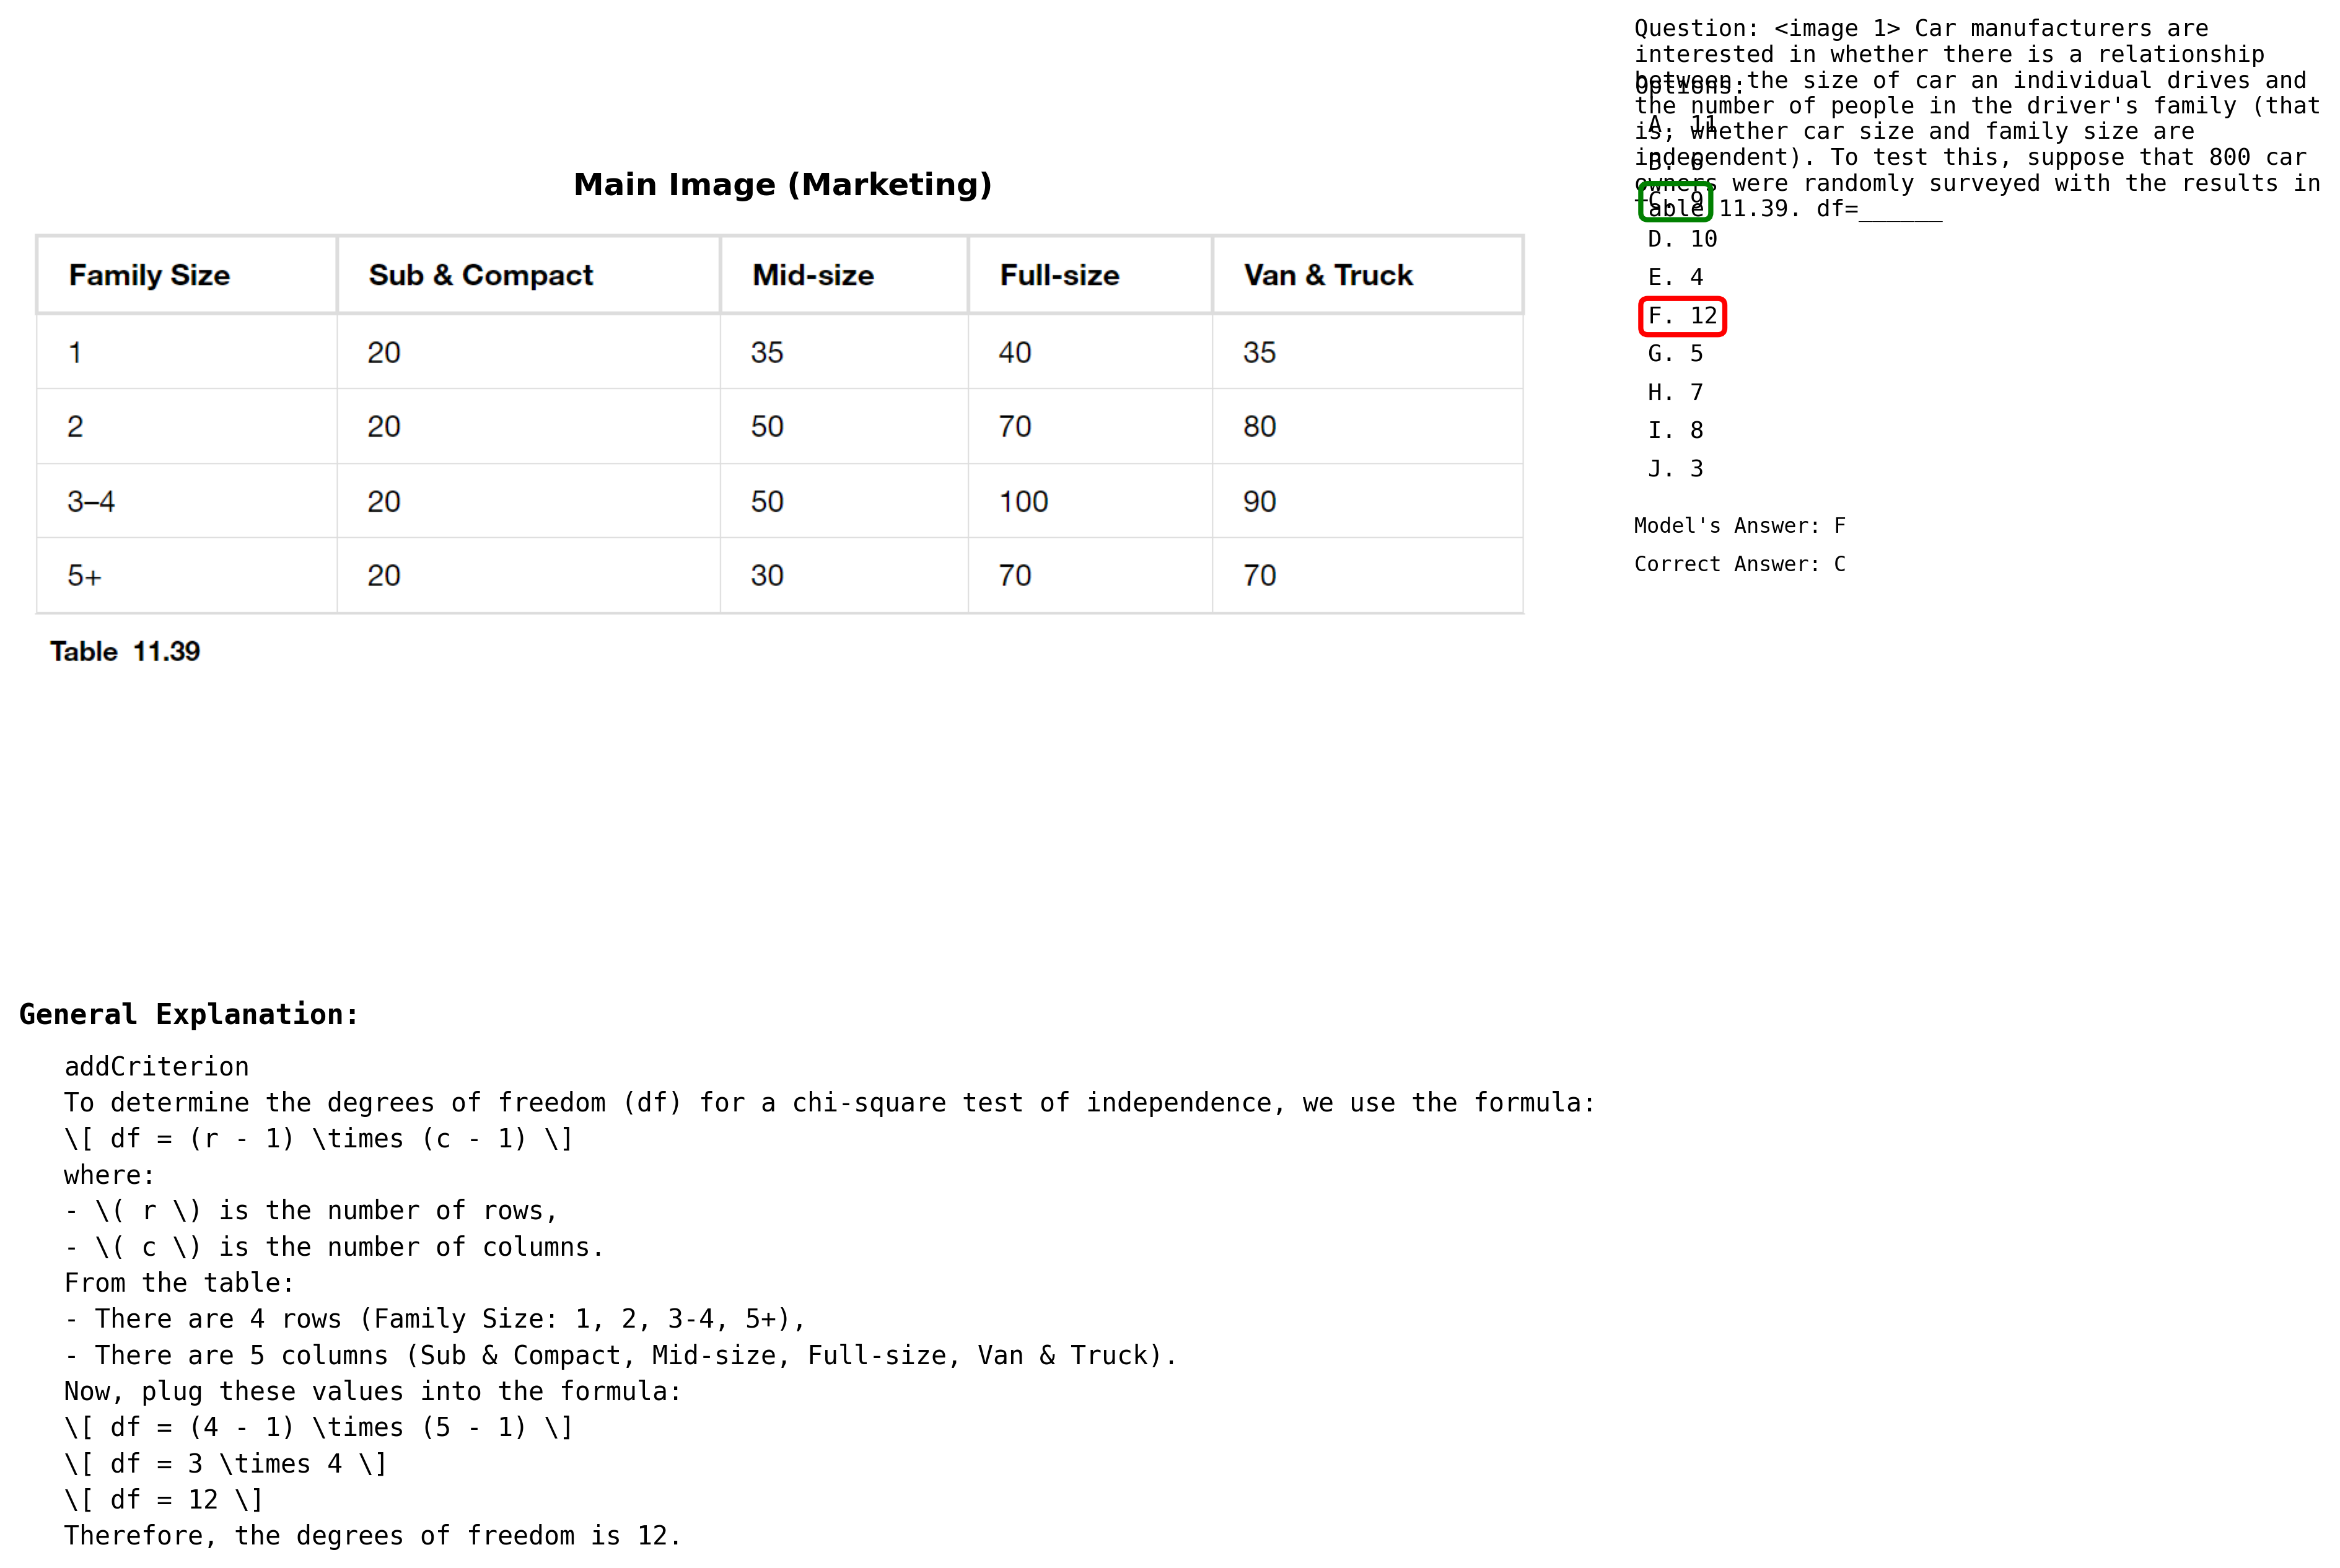 Main Image (Marketing)
Family Size Sub & Compact Mid-size Full-size Van & Truck
1 20 35 40 35
2 20 50 70 80
3–4 20 50 100 90
5+ 20 30 70 70
Table 11.39
Question: <image 1> Car manufacturers are
interested in whether there is a relationship
between the size of car an individual drives and
the number of people in the driver's family (that
is, whether car size and family size are
independent). To test this, suppose that 800 car
owners were randomly surveyed with the results in
Table 11.39. df=______
Options:
A. 11
B. 6
C. 9
D. 10
E. 4
F. 12
G. 5
H. 7
I. 8
J. 3
Model's Answer: F
Correct Answer: C
General Explanation:
addCriterion
To determine the degrees of freedom (df) for a chi-square test of independence, we use the formula:
\[ df = (r - 1) \times (c - 1) \]
where:
- \( r \) is the number of rows,
- \( c \) is the number of columns.
From the table:
- There are 4 rows (Family Size: 1, 2, 3-4, 5+),
- There are 5 columns (Sub & Compact, Mid-size, Full-size, Van & Truck).
Now, plug these values into the formula:
\[ df = (4 - 1) \times (5 - 1) \]
\[ df = 3 \times 4 \]
\[ df = 12 \]
Therefore, the degrees of freedom is 12.